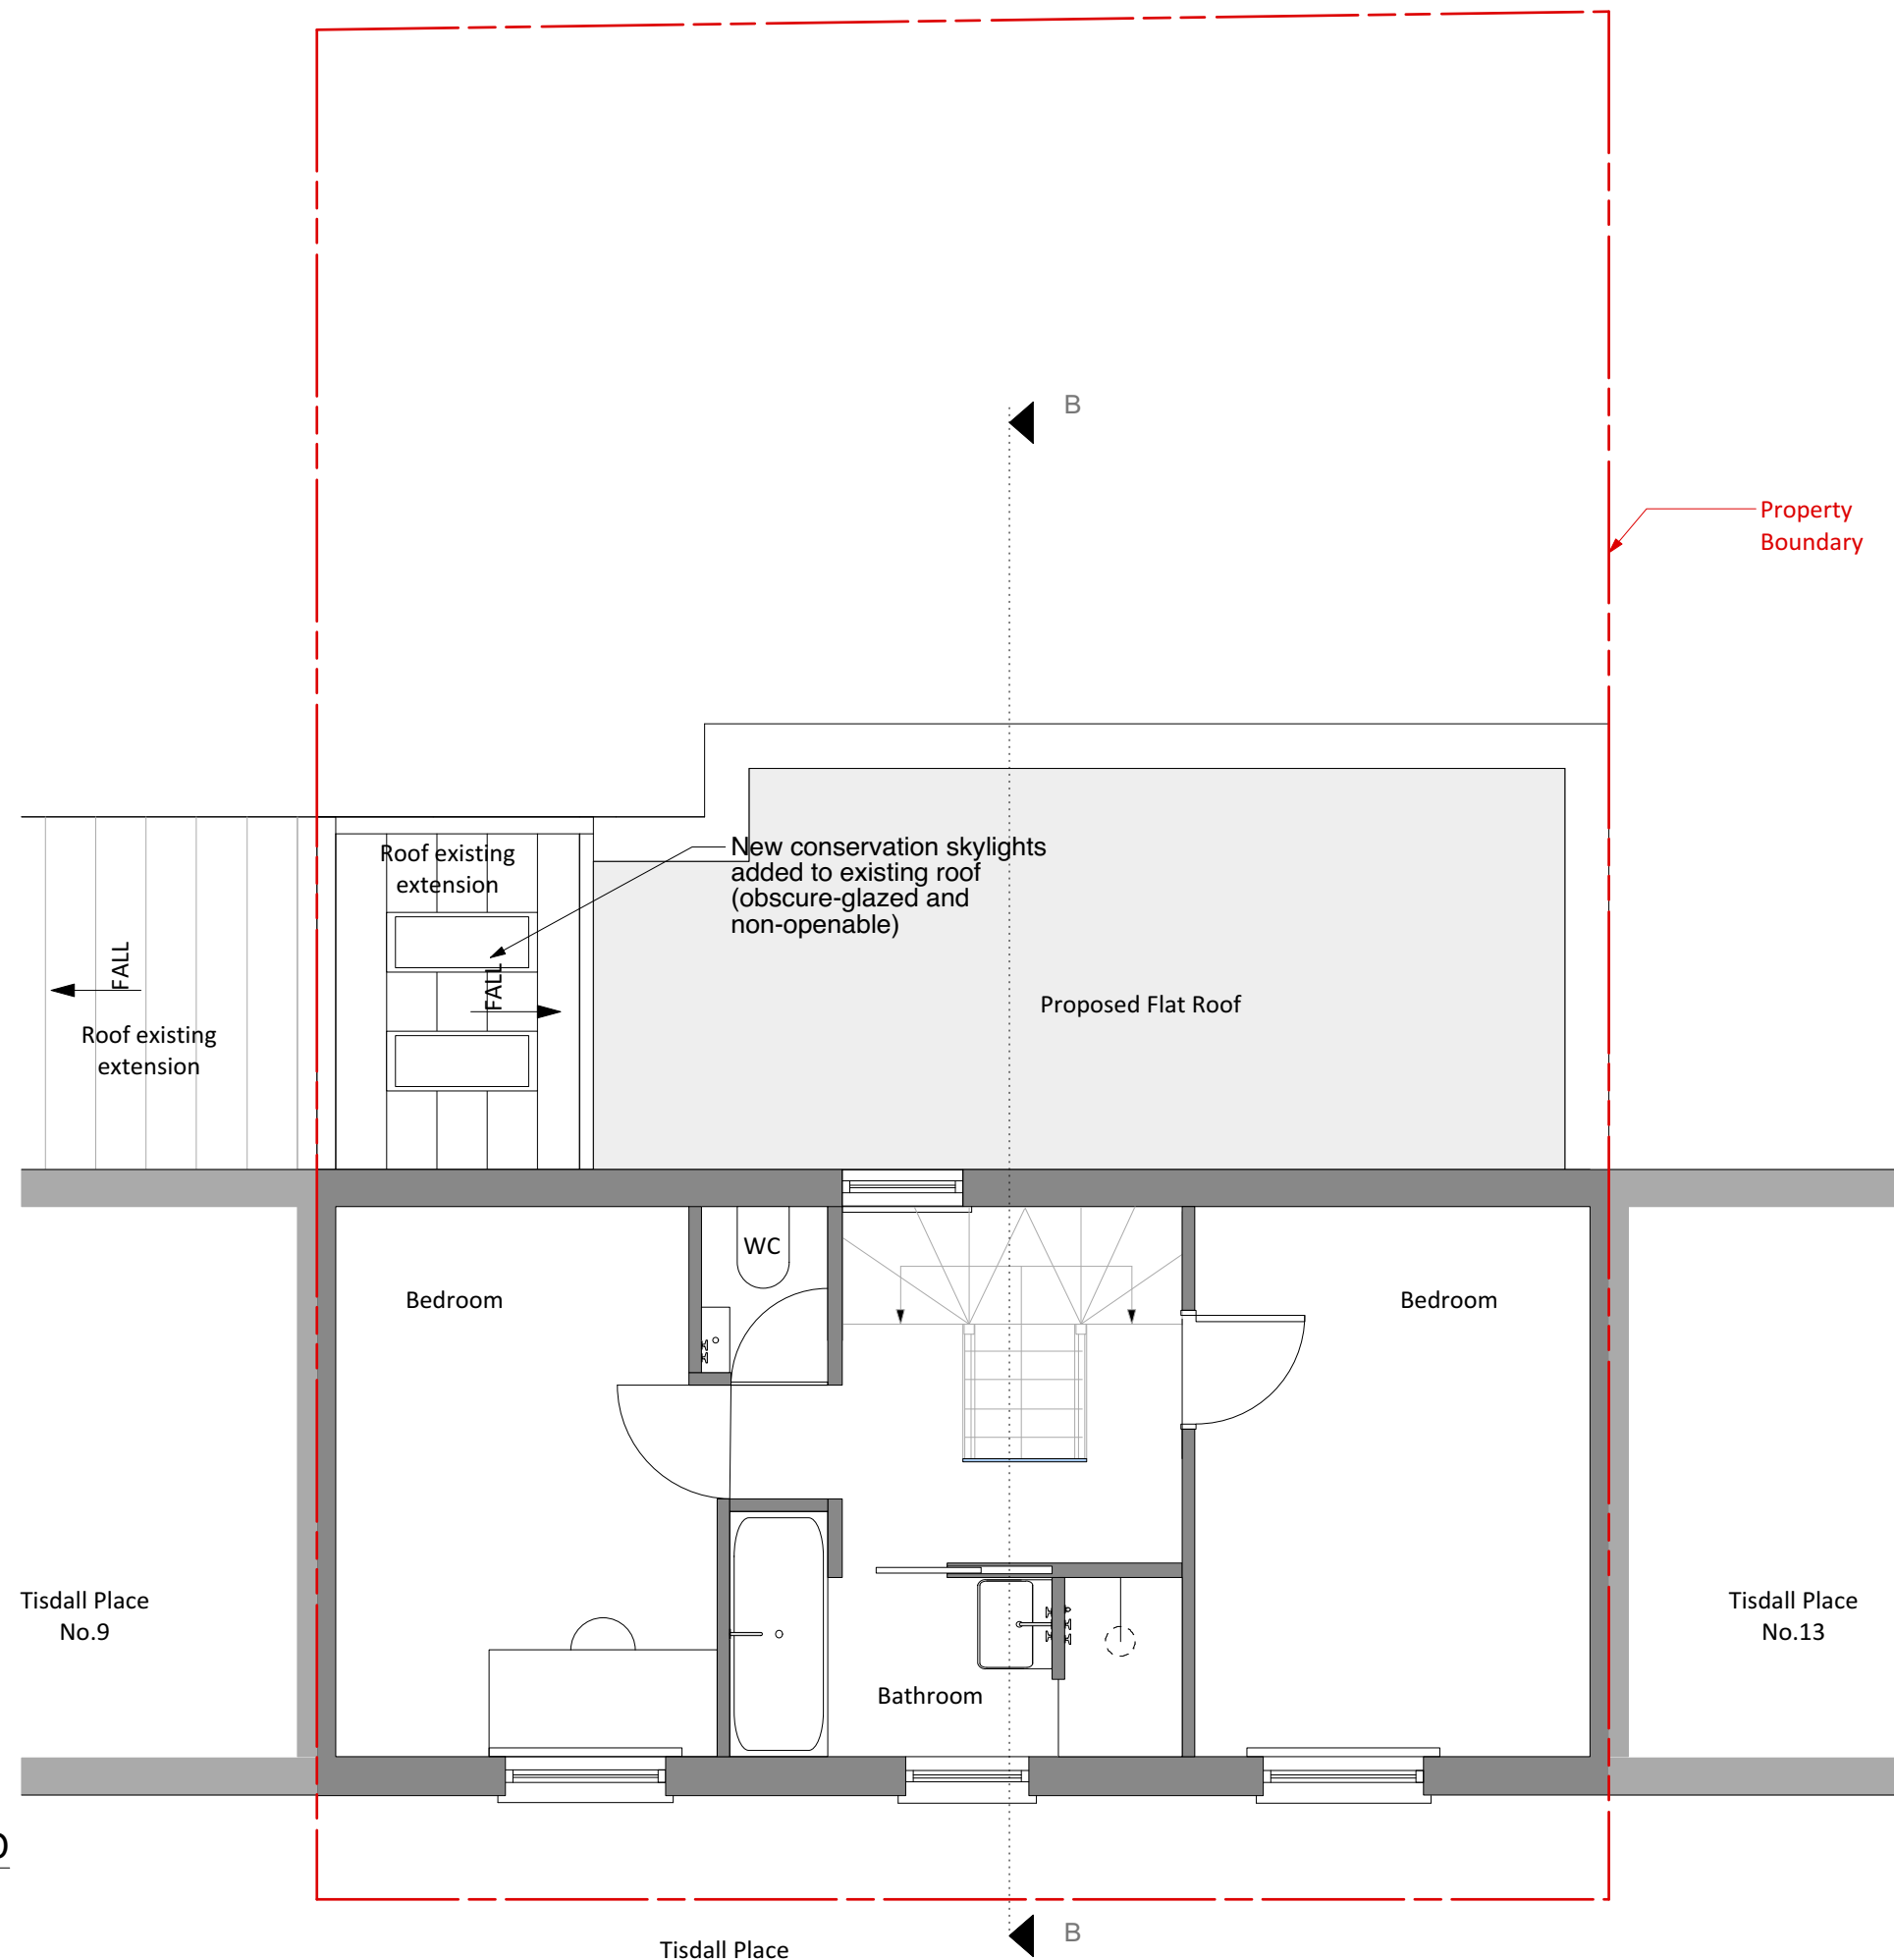 B
Property
Boundary
New conservation skylights
added to existing roof
(obscure-glazed and
non-openable)
Roof existing
extension
FALL
FALL
Proposed Flat Roof
Roof existing
extension
WC
Bedroom
Bedroom
Tisdall Place
No.9
Tisdall Place
No.13
Bathroom
B
Tisdall Place